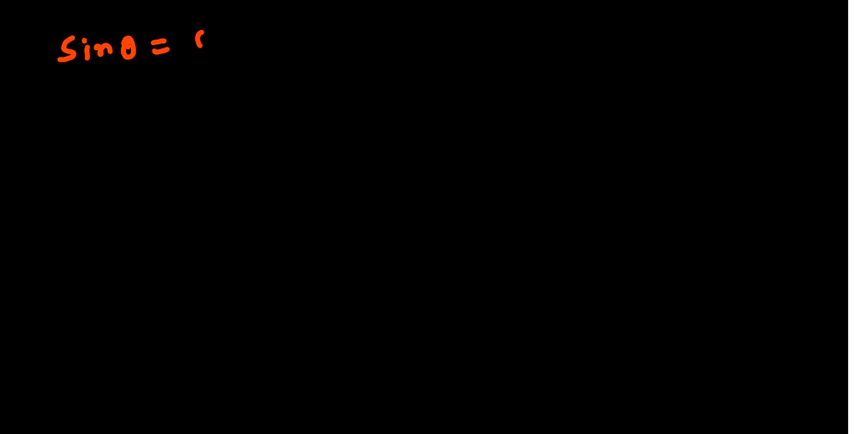 sinθ = (